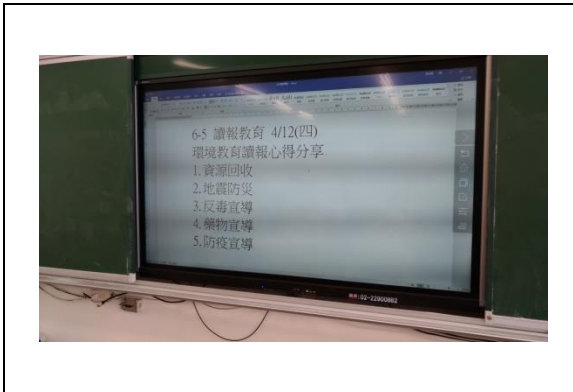 6-5 讀報教育 4/12(四)
環境教育讀報心得分享
1.資源回收
2.地震防災
3.反毒宣導
4.藥物宣導
5.防疫宣導
:02-22900882